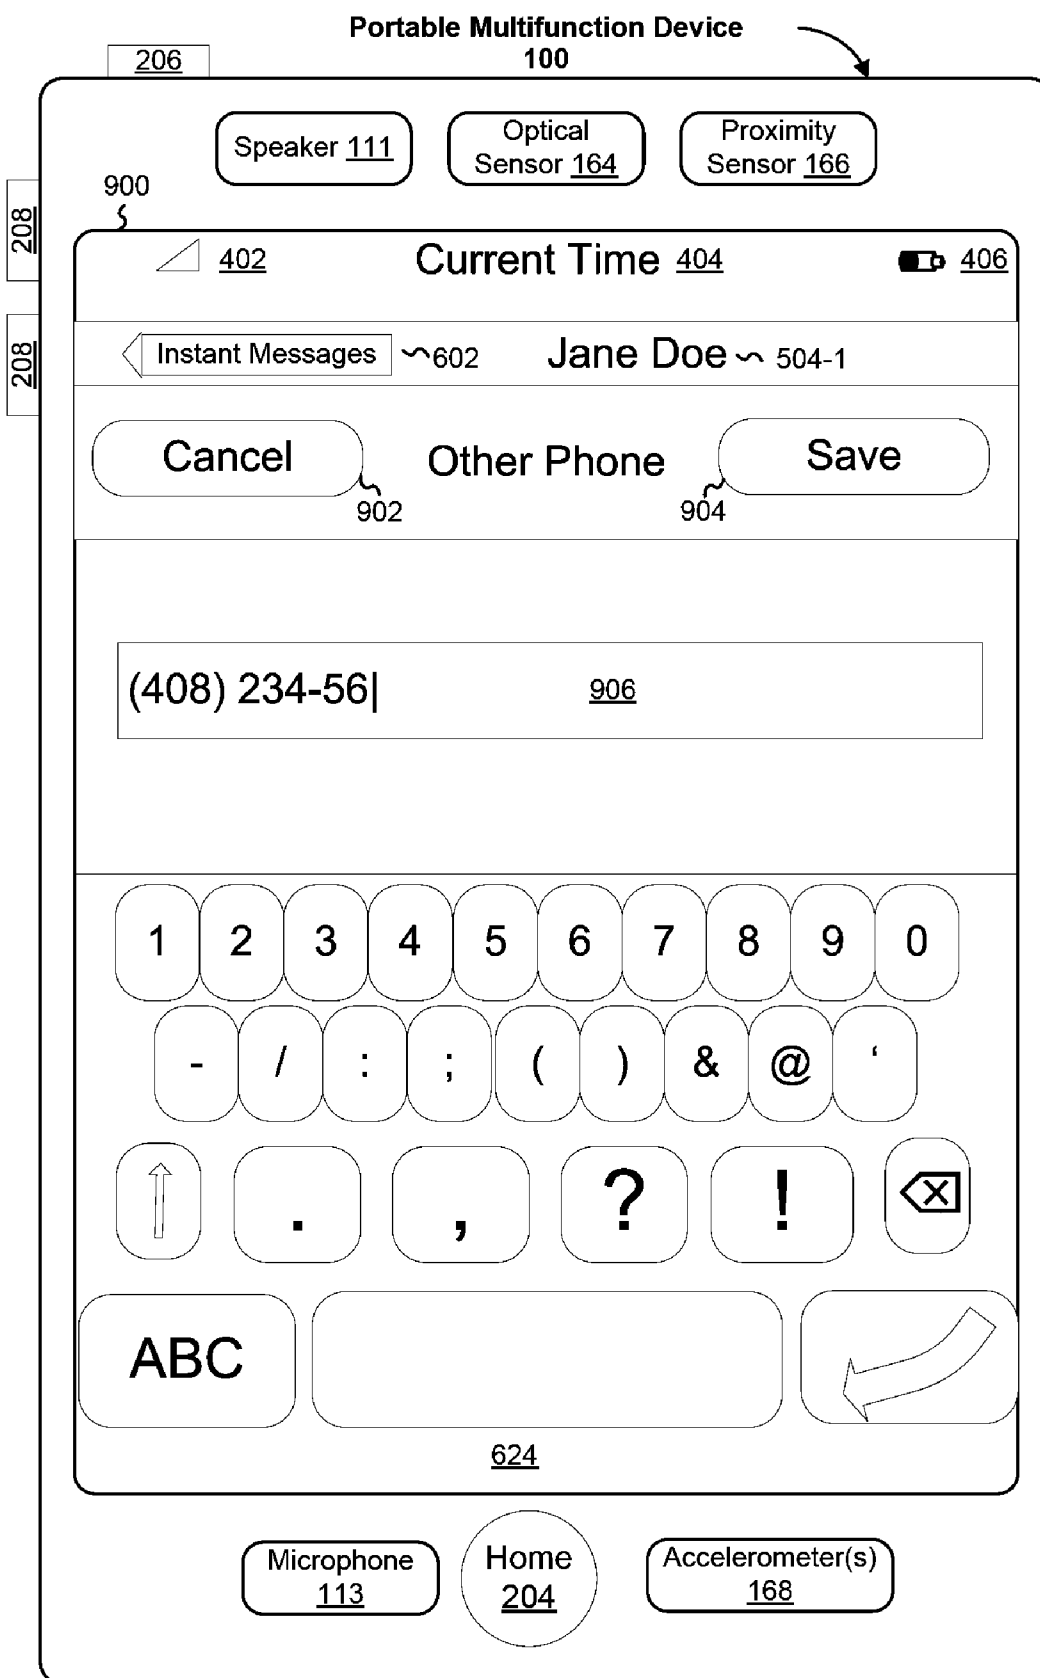 Portable Multifunction Device
100
206
Speaker 111
Optical
Sensor 164
Proximity
Sensor 166
900
208
402
Current Time 404
406
208
Instant Messages
602
Jane Doe
504-1
Cancel
Other Phone
Save
902
904
(408) 234-56|
906
1 2 3 4 5 6 7 8 9 0
- / : ; ( ) & @ ‘
. , ? !
ABC
624
Microphone
113
Home
204
Accelerometer(s)
168